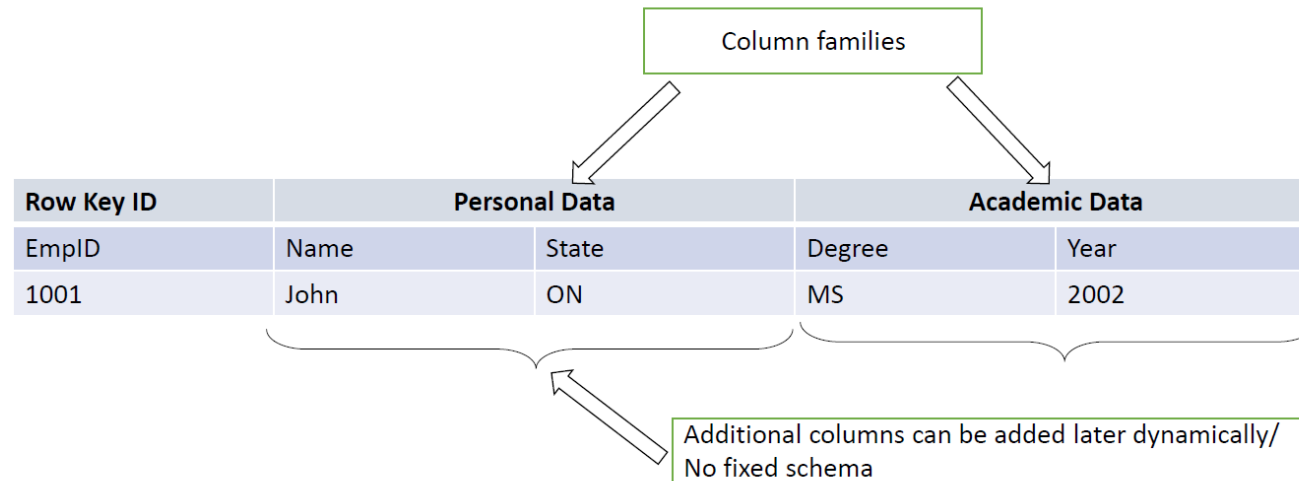 Column families
Row Key ID Personal Data Academic Data
EmpID Name State Degree Year
1001 John ON MS 2002
Additional columns can be added later dynamically/
No fixed schema